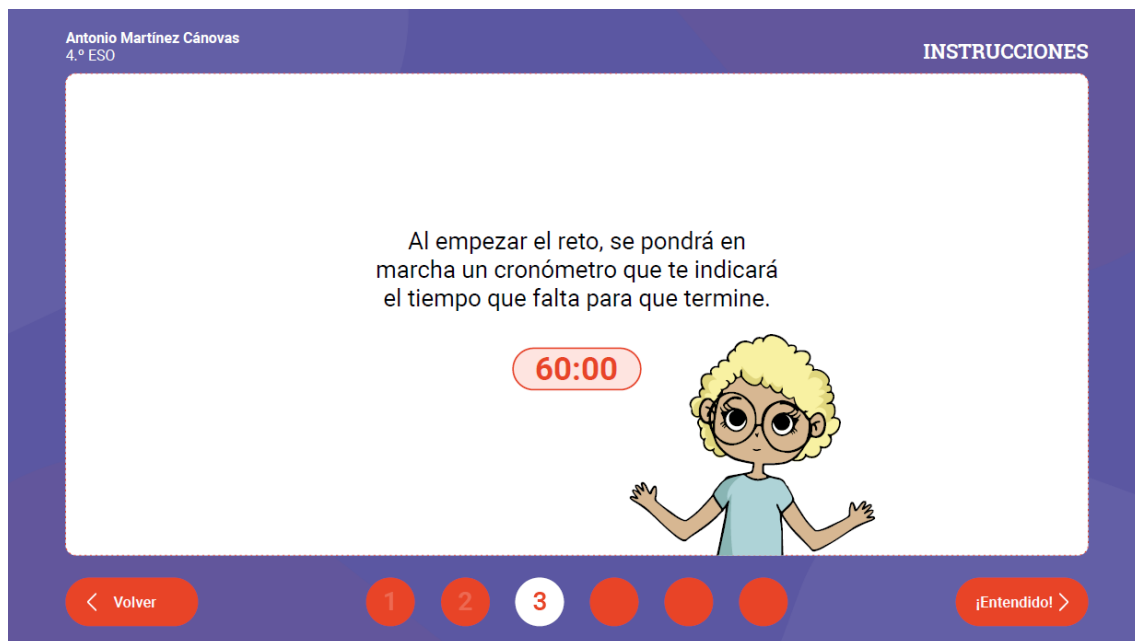 Antonio Martínez Cánovas
4.º ESO
INSTRUCCIONES
Al empezar el reto, se pondrá en
marcha un cronómetro que te indicará
el tiempo que falta para que termine.
60:00
Volver
1
2
3
¡Entendido!